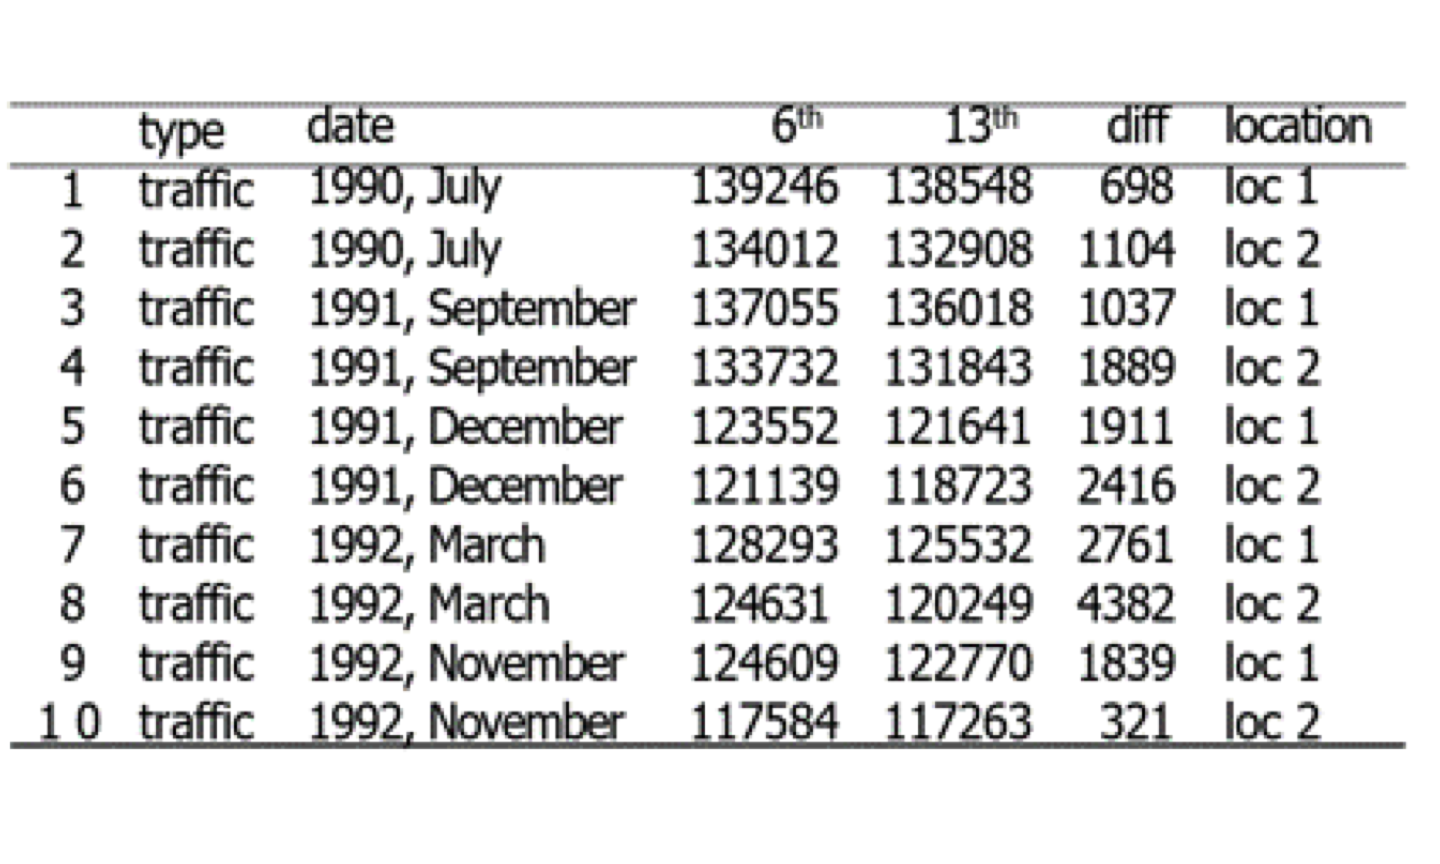 type date 6th 13th diff location
1 traffic 1990, July 139246 138548 698 loc 1
2 traffic 1990, July 134012 132908 1104 loc 2
3 traffic 1991, September 137055 136018 1037 loc 1
4 traffic 1991, September 133732 131843 1889 loc 2
5 traffic 1991, December 123552 121641 1911 loc 1
6 traffic 1991, December 121139 118723 2416 loc 2
7 traffic 1992, March 128293 125532 2761 loc 1
8 traffic 1992, March 124631 120249 4382 loc 2
9 traffic 1992, November 124609 122770 1839 loc 1
1 0 traffic 1992, November 117584 117263 321 loc 2